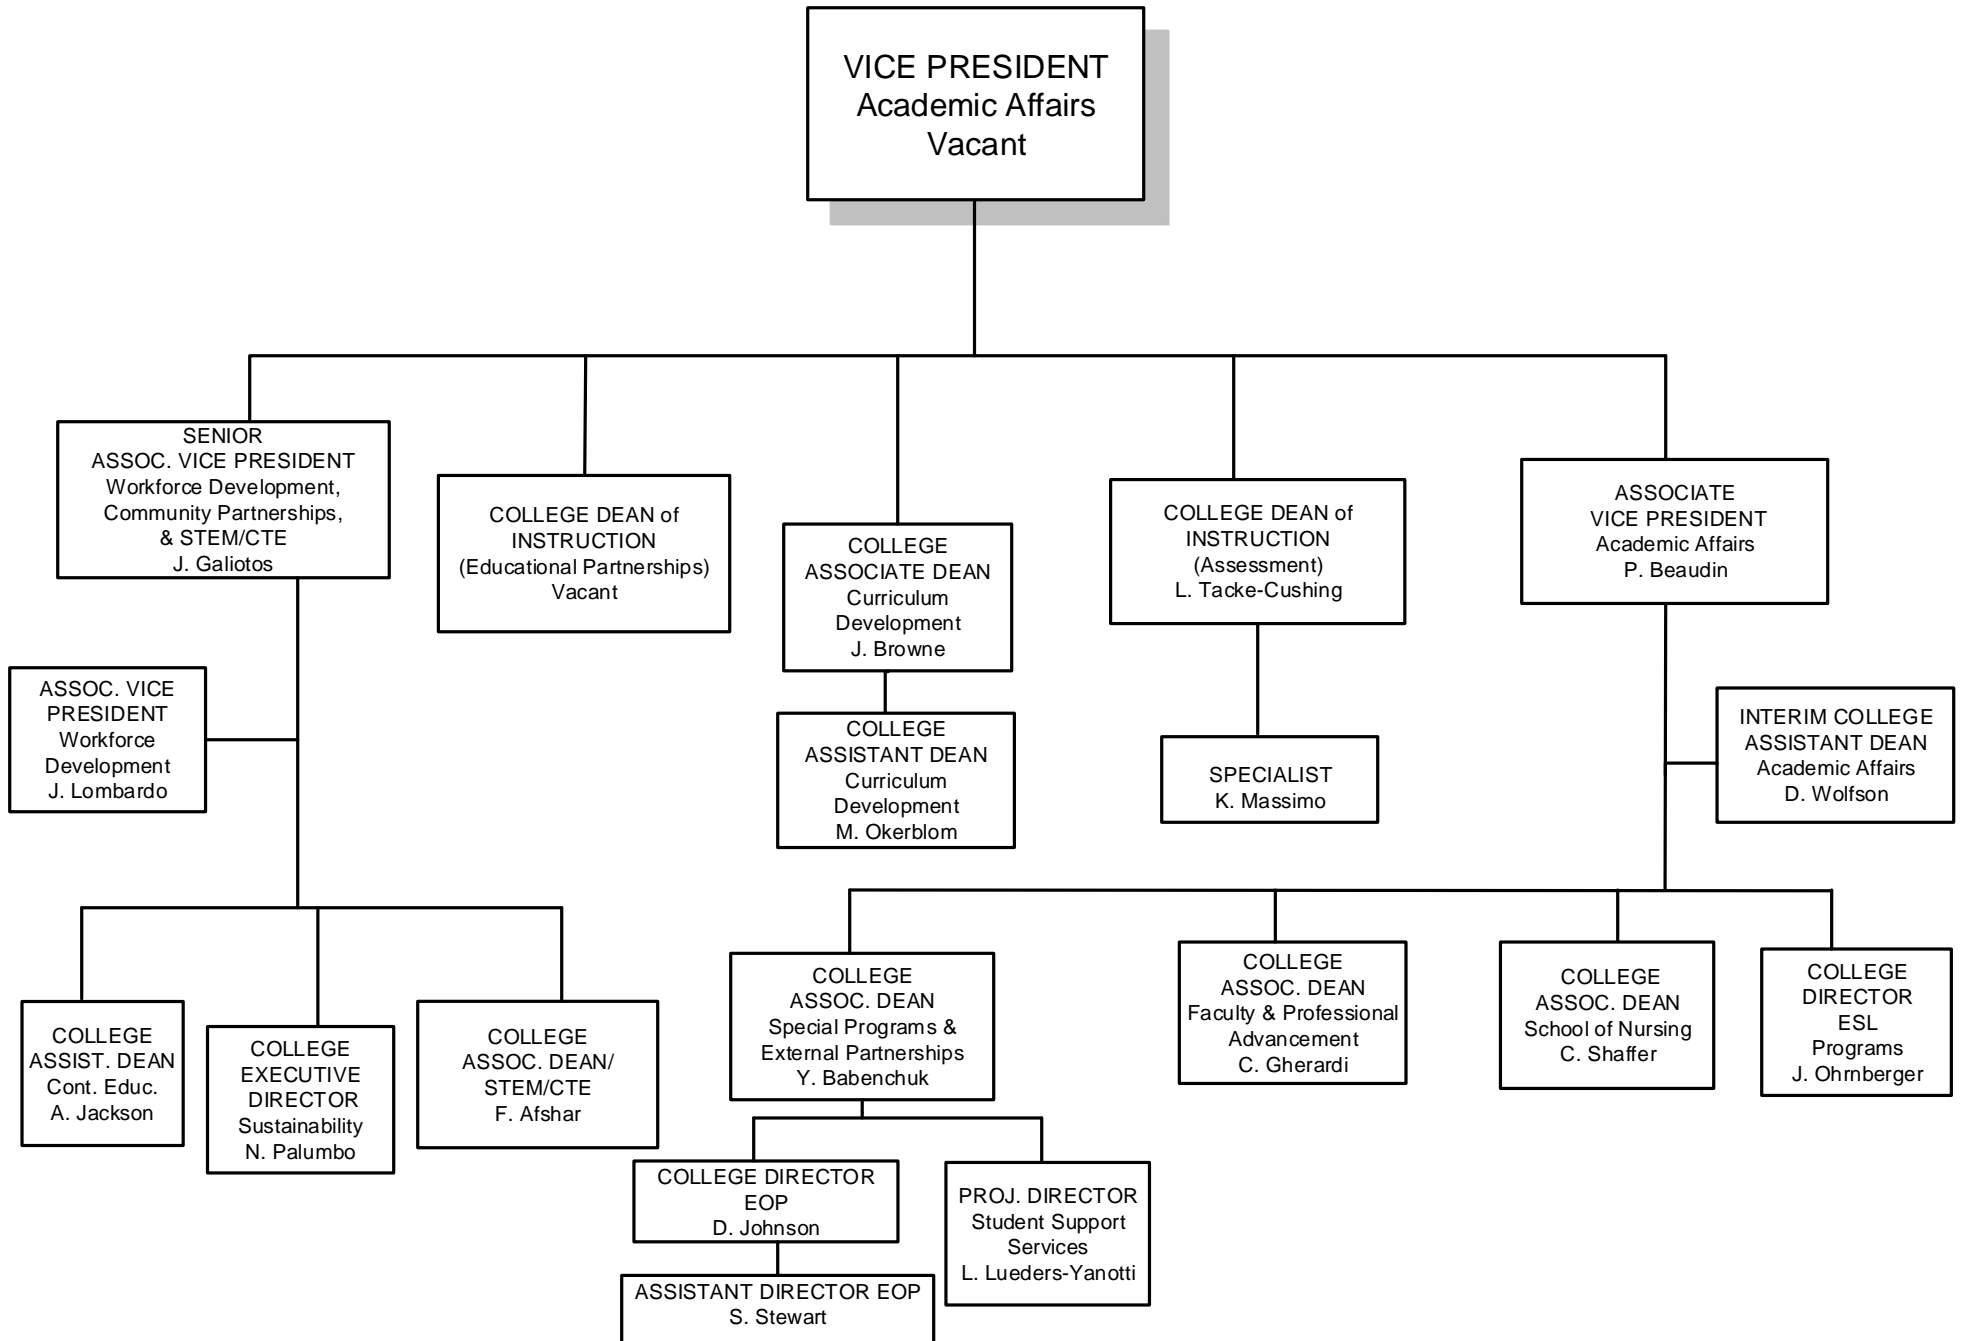 VICE PRESIDENT
Academic Affairs
Vacant
SENIOR
ASSOC. VICE PRESIDENT
Workforce Development,
Community Partnerships,
& STEM/CTE
J. Galiotos
COLLEGE DEAN of
INSTRUCTION
(Educational Partnerships)
Vacant
COLLEGE
ASSOCIATE DEAN
Curriculum
Development
J. Browne
COLLEGE DEAN of
INSTRUCTION
(Assessment)
L. Tacke-Cushing
ASSOCIATE
VICE PRESIDENT
Academic Affairs
P. Beaudin
ASSOC. VICE
PRESIDENT
Workforce
Development
J. Lombardo
COLLEGE
ASSISTANT DEAN
Curriculum
Development
M. Okerblom
SPECIALIST
K. Massimo
INTERIM COLLEGE
ASSISTANT DEAN
Academic Affairs
D. Wolfson
COLLEGE
ASSIST. DEAN
Cont. Educ.
A. Jackson
COLLEGE
EXECUTIVE
DIRECTOR
Sustainability
N. Palumbo
COLLEGE
ASSOC. DEAN/
STEM/CTE
F. Afshar
COLLEGE
ASSOC. DEAN
Special Programs &
External Partnerships
Y. Babenchuk
COLLEGE
ASSOC. DEAN
Faculty & Professional
Advancement
C. Gherardi
COLLEGE
ASSOC. DEAN
School of Nursing
C. Shaffer
COLLEGE
DIRECTOR
ESL
Programs
J. Ohrnberger
COLLEGE DIRECTOR
EOP
D. Johnson
PROJ. DIRECTOR
Student Support
Services
L. Lueders-Yanotti
ASSISTANT DIRECTOR EOP
S. Stewart